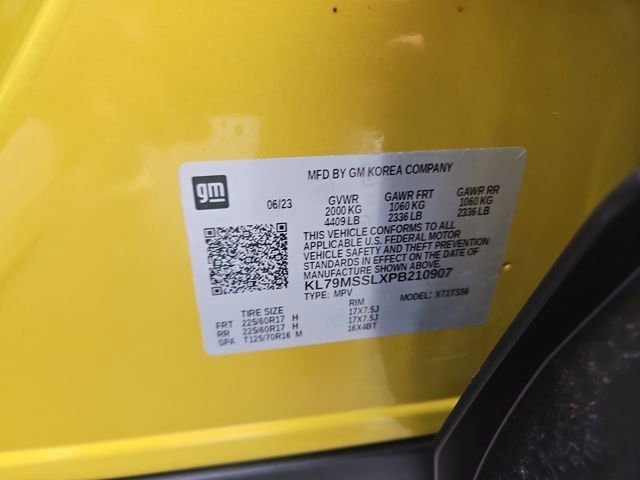 MFD BY GM KOREA COMPANY
gm
06/23 GVWR GAWR FRT GAWR RR
2000 KG 1060 KG 1060 KG
4409 LB 2336 LB 2336 LB
THIS VEHICLE CONFORMS TO ALL
APPLICABLE U.S. FEDERAL MOTOR
VEHICLE SAFETY AND THEFT PREVENTION
STANDARDS IN EFFECT ON THE DATE OF
MANUFACTURE SHOWN ABOVE.
KL79MSSLXPB210907
TYPE: MPV MODEL:
TIRE SIZE RIM
FRT 225/60R17 H 17X7.5J
RR 225/60R17 H 17X7.5J
SPA T125/70R16 M 16X4BT